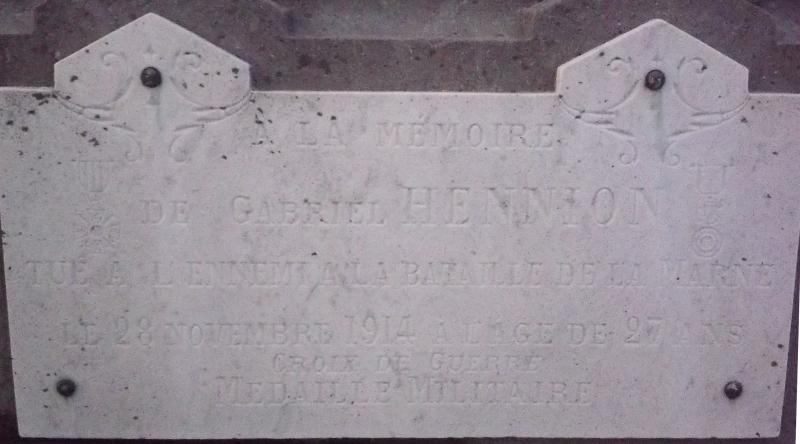 A LA MÉMOIRE
DE GABRIEL HENNION
TUÉ A L'ENNEMI A LA BATAILLE DE LA MARNE
LE 28 NOVEMBRE 1914 A L'AGE DE 27 ANS
CROIX DE GUERRE
MEDAILLE MILITAIRE